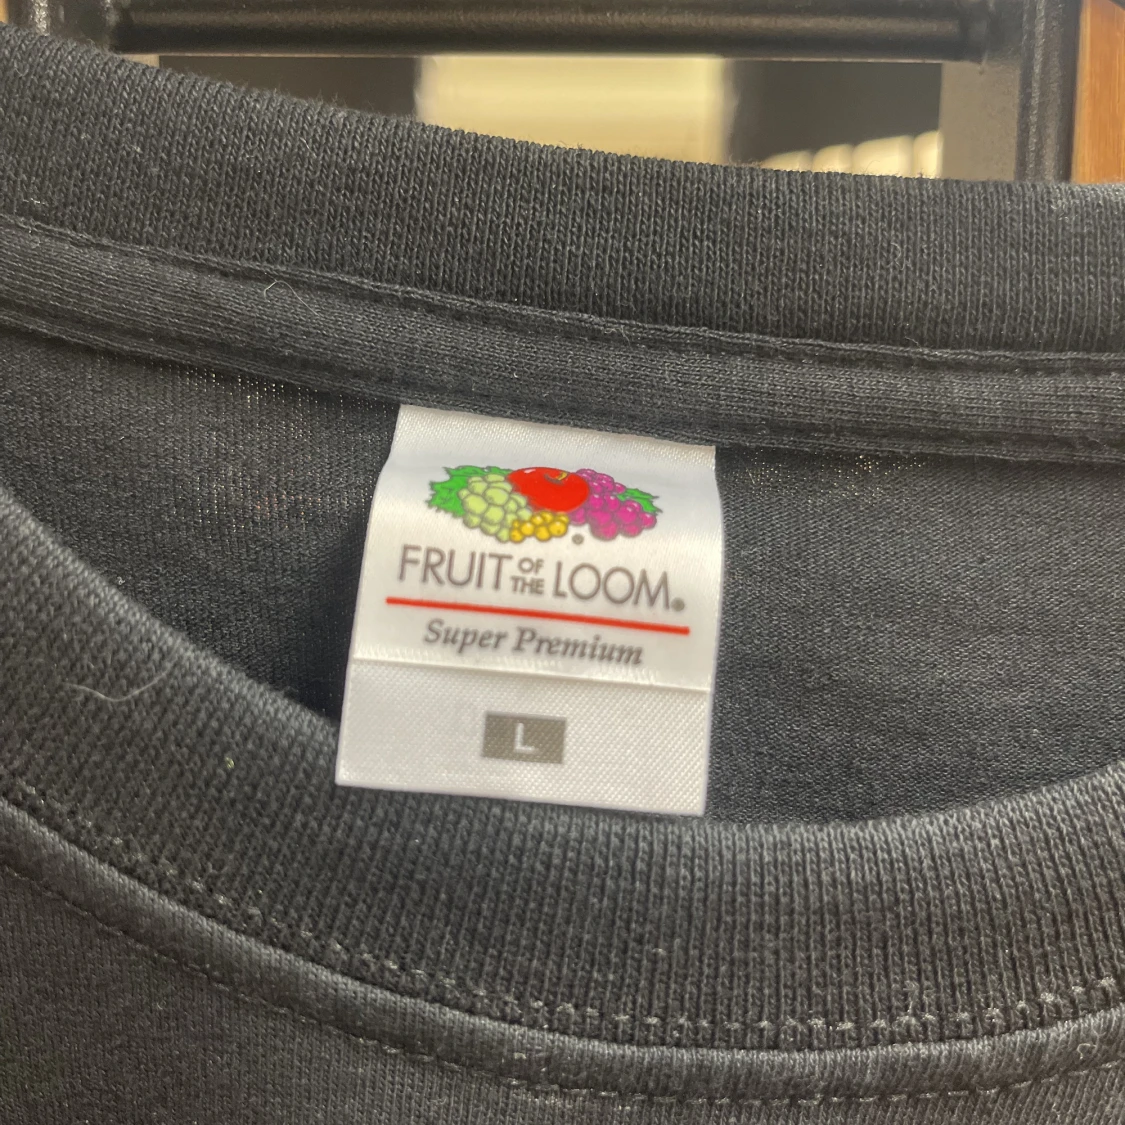 FRUIT OF THE LOOM®
Super Premium
L